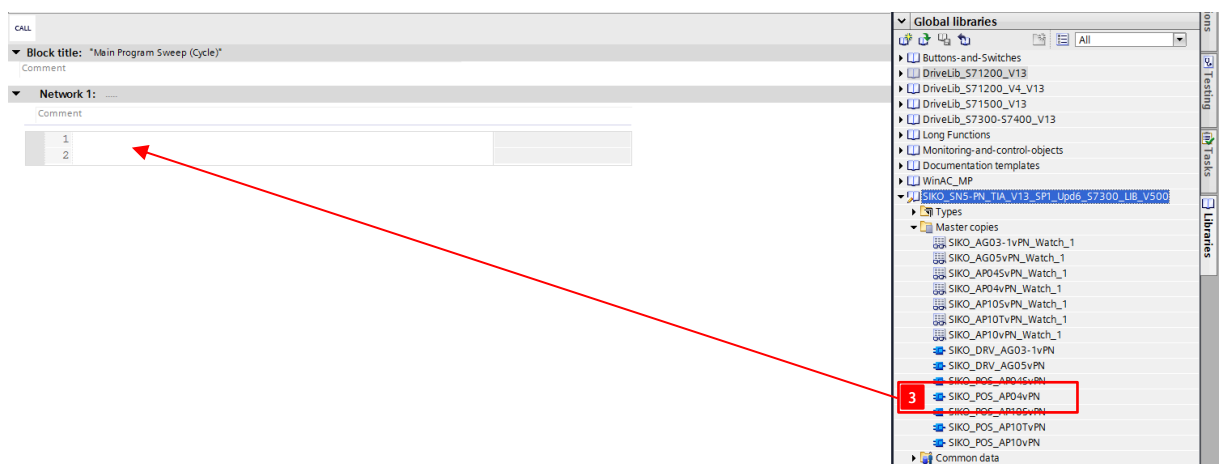 CALL
Block title: "Main Program Sweep (Cycle)"
Comment
Network 1: .....
Comment
1
2
Global libraries
All
Buttons-and-Switches
DriveLib_S71200_V13
DriveLib_S71200_V4_V13
DriveLib_S71500_V13
DriveLib_S7300-S7400_V13
Long Functions
Monitoring-and-control-objects
Documentation templates
WinAC_MP
SIKO_SN5-PN_TIA_V13_SP1_Upd6_S7300_LIB_V500
Types
Master copies
SIKO_AG03-1vPN_Watch_1
SIKO_AG05vPN_Watch_1
SIKO_AP04SvPN_Watch_1
SIKO_AP04vPN_Watch_1
SIKO_AP10SvPN_Watch_1
SIKO_AP10TvPN_Watch_1
SIKO_AP10vPN_Watch_1
SIKO_DRV_AG03-1vPN
SIKO_DRV_AG05vPN
SIKO_POS_AP04SvPN
3 SIKO_POS_AP04vPN
SIKO_POS_AP10SvPN
SIKO_POS_AP10TvPN
SIKO_POS_AP10vPN
Common data
ions
Testing
Tasks
Libraries